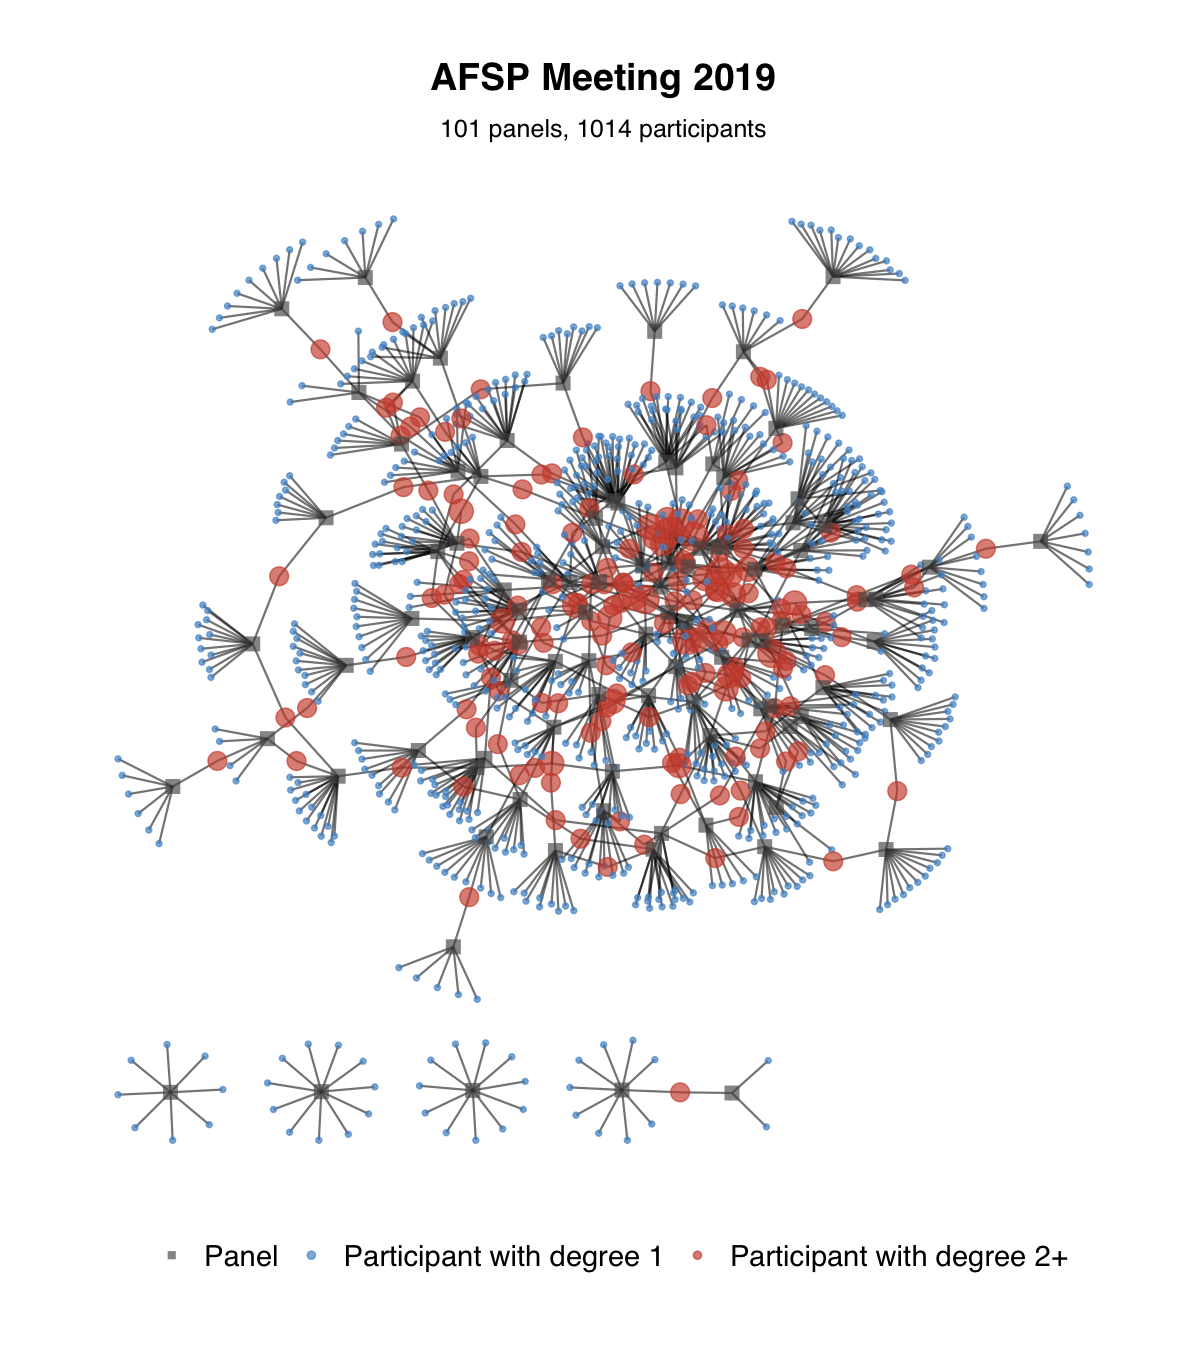 AFSP Meeting 2019
101 panels, 1014 participants
Panel Participant with degree 1 Participant with degree 2+